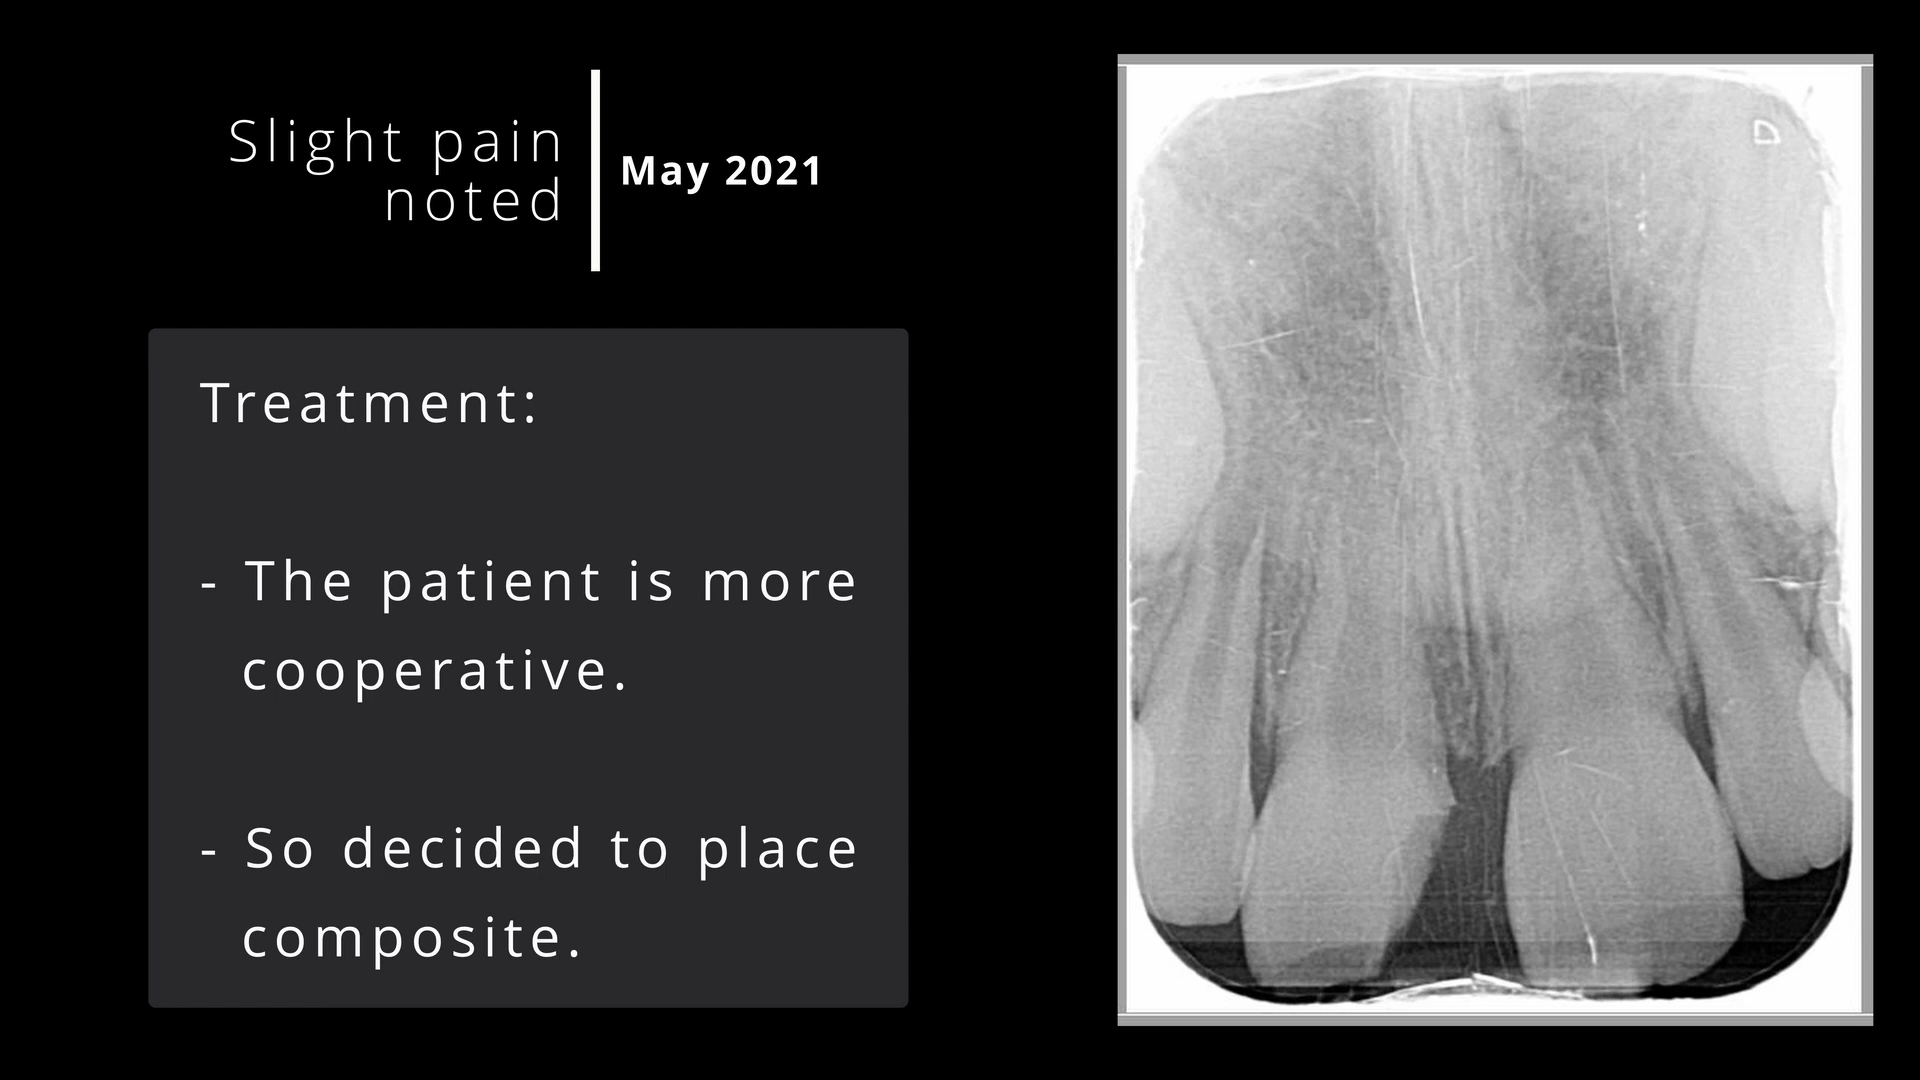 Slight pain
noted
May 2021
Treatment:
- The patient is more
cooperative.
- So decided to place
composite.
D